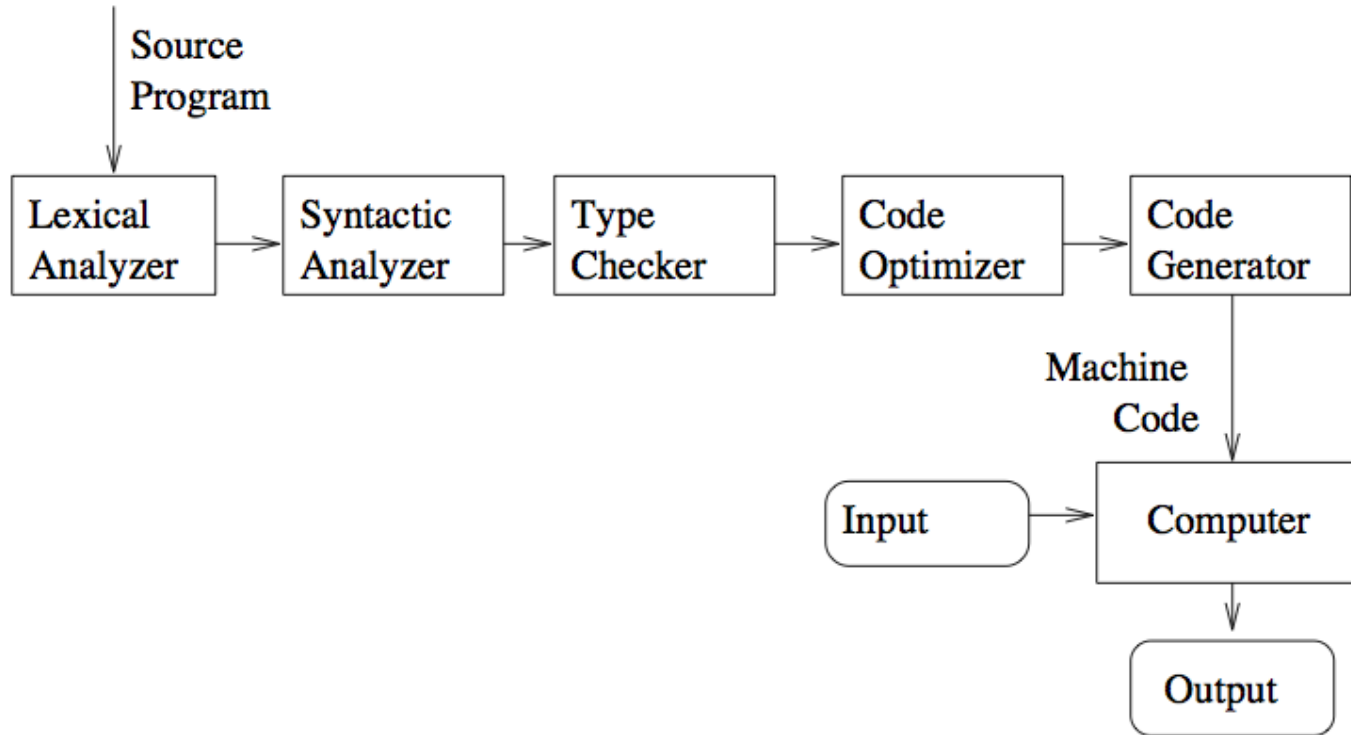 Source
Program
Lexical
Analyzer
Syntactic
Analyzer
Type
Checker
Code
Optimizer
Code
Generator
Machine
Code
Input
Computer
Output